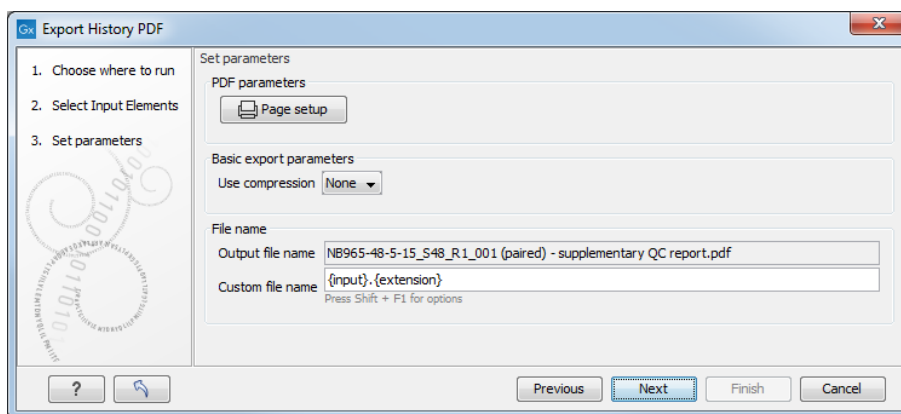 Gx Export History PDF
1. Choose where to run
2. Select Input Elements
3. Set parameters
Set parameters
PDF parameters
Page setup
Basic export parameters
Use compression None
File name
Output file name NB965-48-5-15_S48_R1_001 (paired) - supplementary QC report.pdf
Custom file name {input}.{extension}
Press Shift + F1 for options
?
Previous Next Finish Cancel